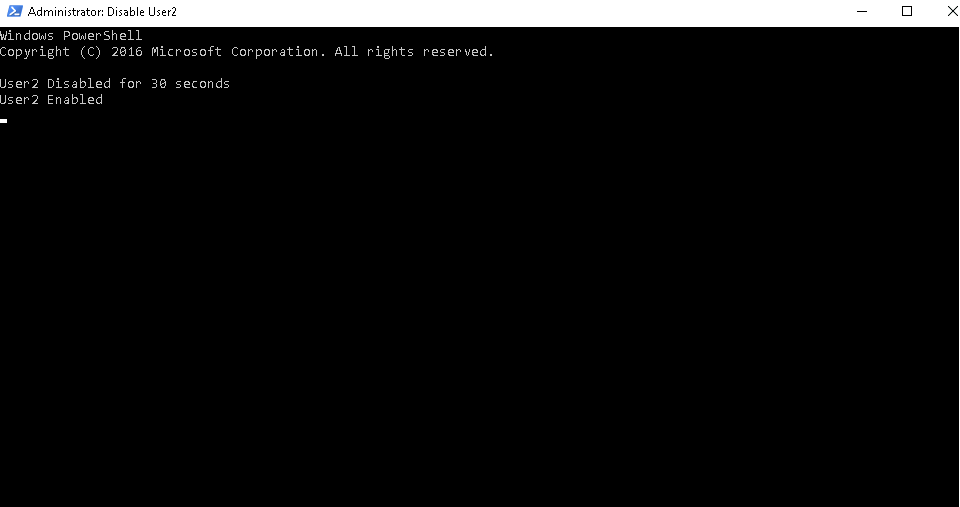 Administrator: Disable User2
Windows PowerShell
Copyright (C) 2016 Microsoft Corporation. All rights reserved.
User2 Disabled for 30 seconds
User2 Enabled